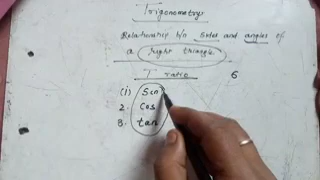 Trigonometry
Relationship b/n sides and angles of
a right triangle
T ratio 6
(i) Sin
2. Cos
3. tan